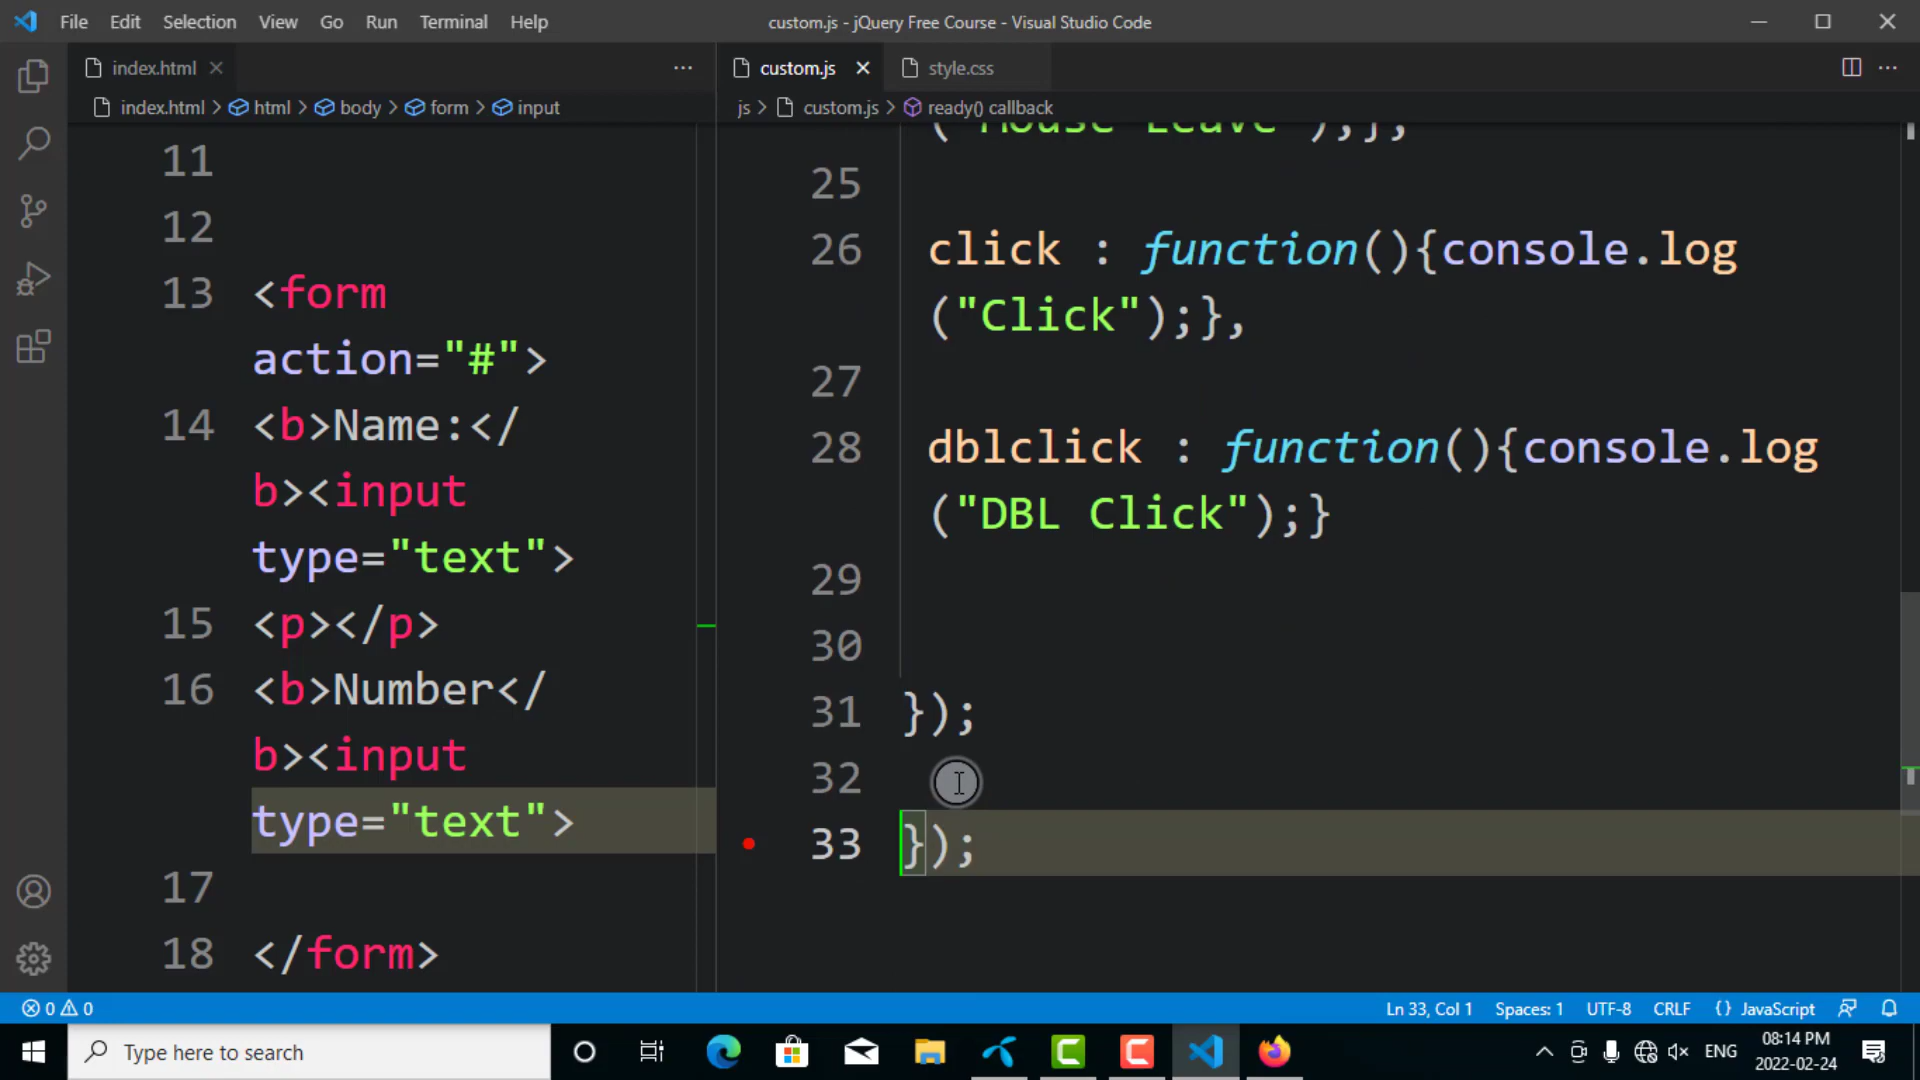 File Edit Selection View Go Run Terminal Help
custom.js - jQuery Free Course - Visual Studio Code
index.html
custom.js
style.css
index.html > html > body > form > input
js > custom.js > ready() callback
11
12
13 <form
action="#">
14 <b>Name:</
b><input
type="text">
15 <p></p>
16 <b>Number</
b><input
type="text">
17
18 </form>
("Mouse Leave");},
25
26 click : function(){console.log
("Click");},
27
28 dblclick : function(){console.log
("DBL Click");}
29
30
31 });
32
33 });
0 0
Ln 33, Col 1 Spaces: 1 UTF-8 CRLF {} JavaScript
Type here to search
ENG
08:14 PM
2022-02-24